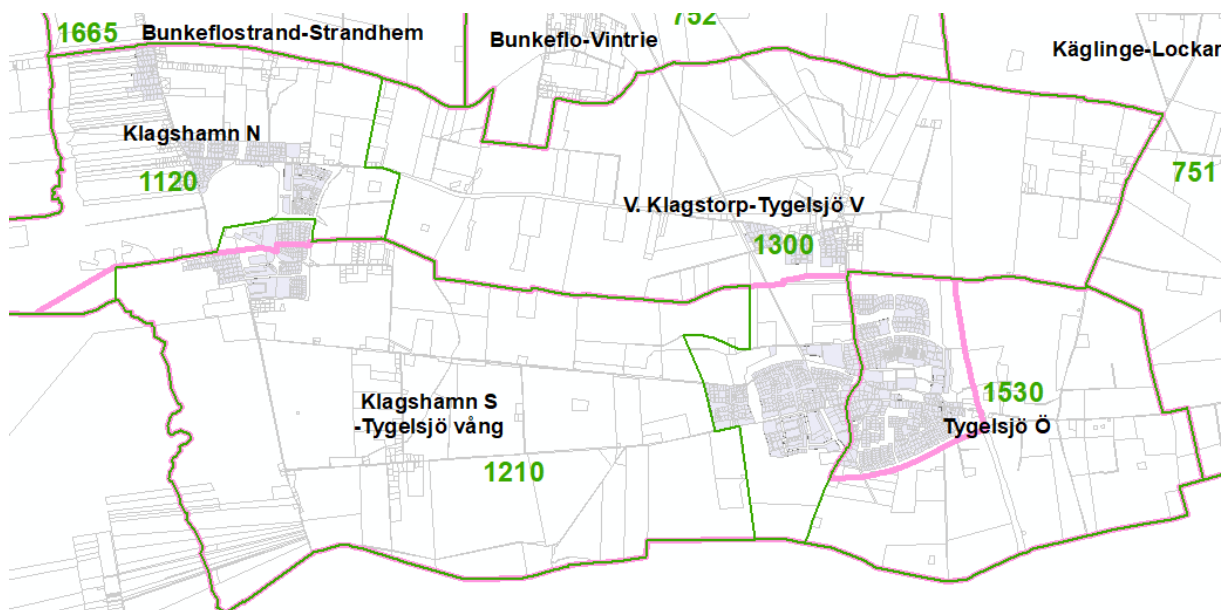 1665
Bunkeflostrand-Strandhem
Bunkeflo-Vintrie
752
Käglinge-Lockar
Klagshamn N
1120
751
V. Klagstorp-Tygelsjö V
1300
Klagshamn S
-Tygelsjö vång
1210
1530
Tygelsjö Ö